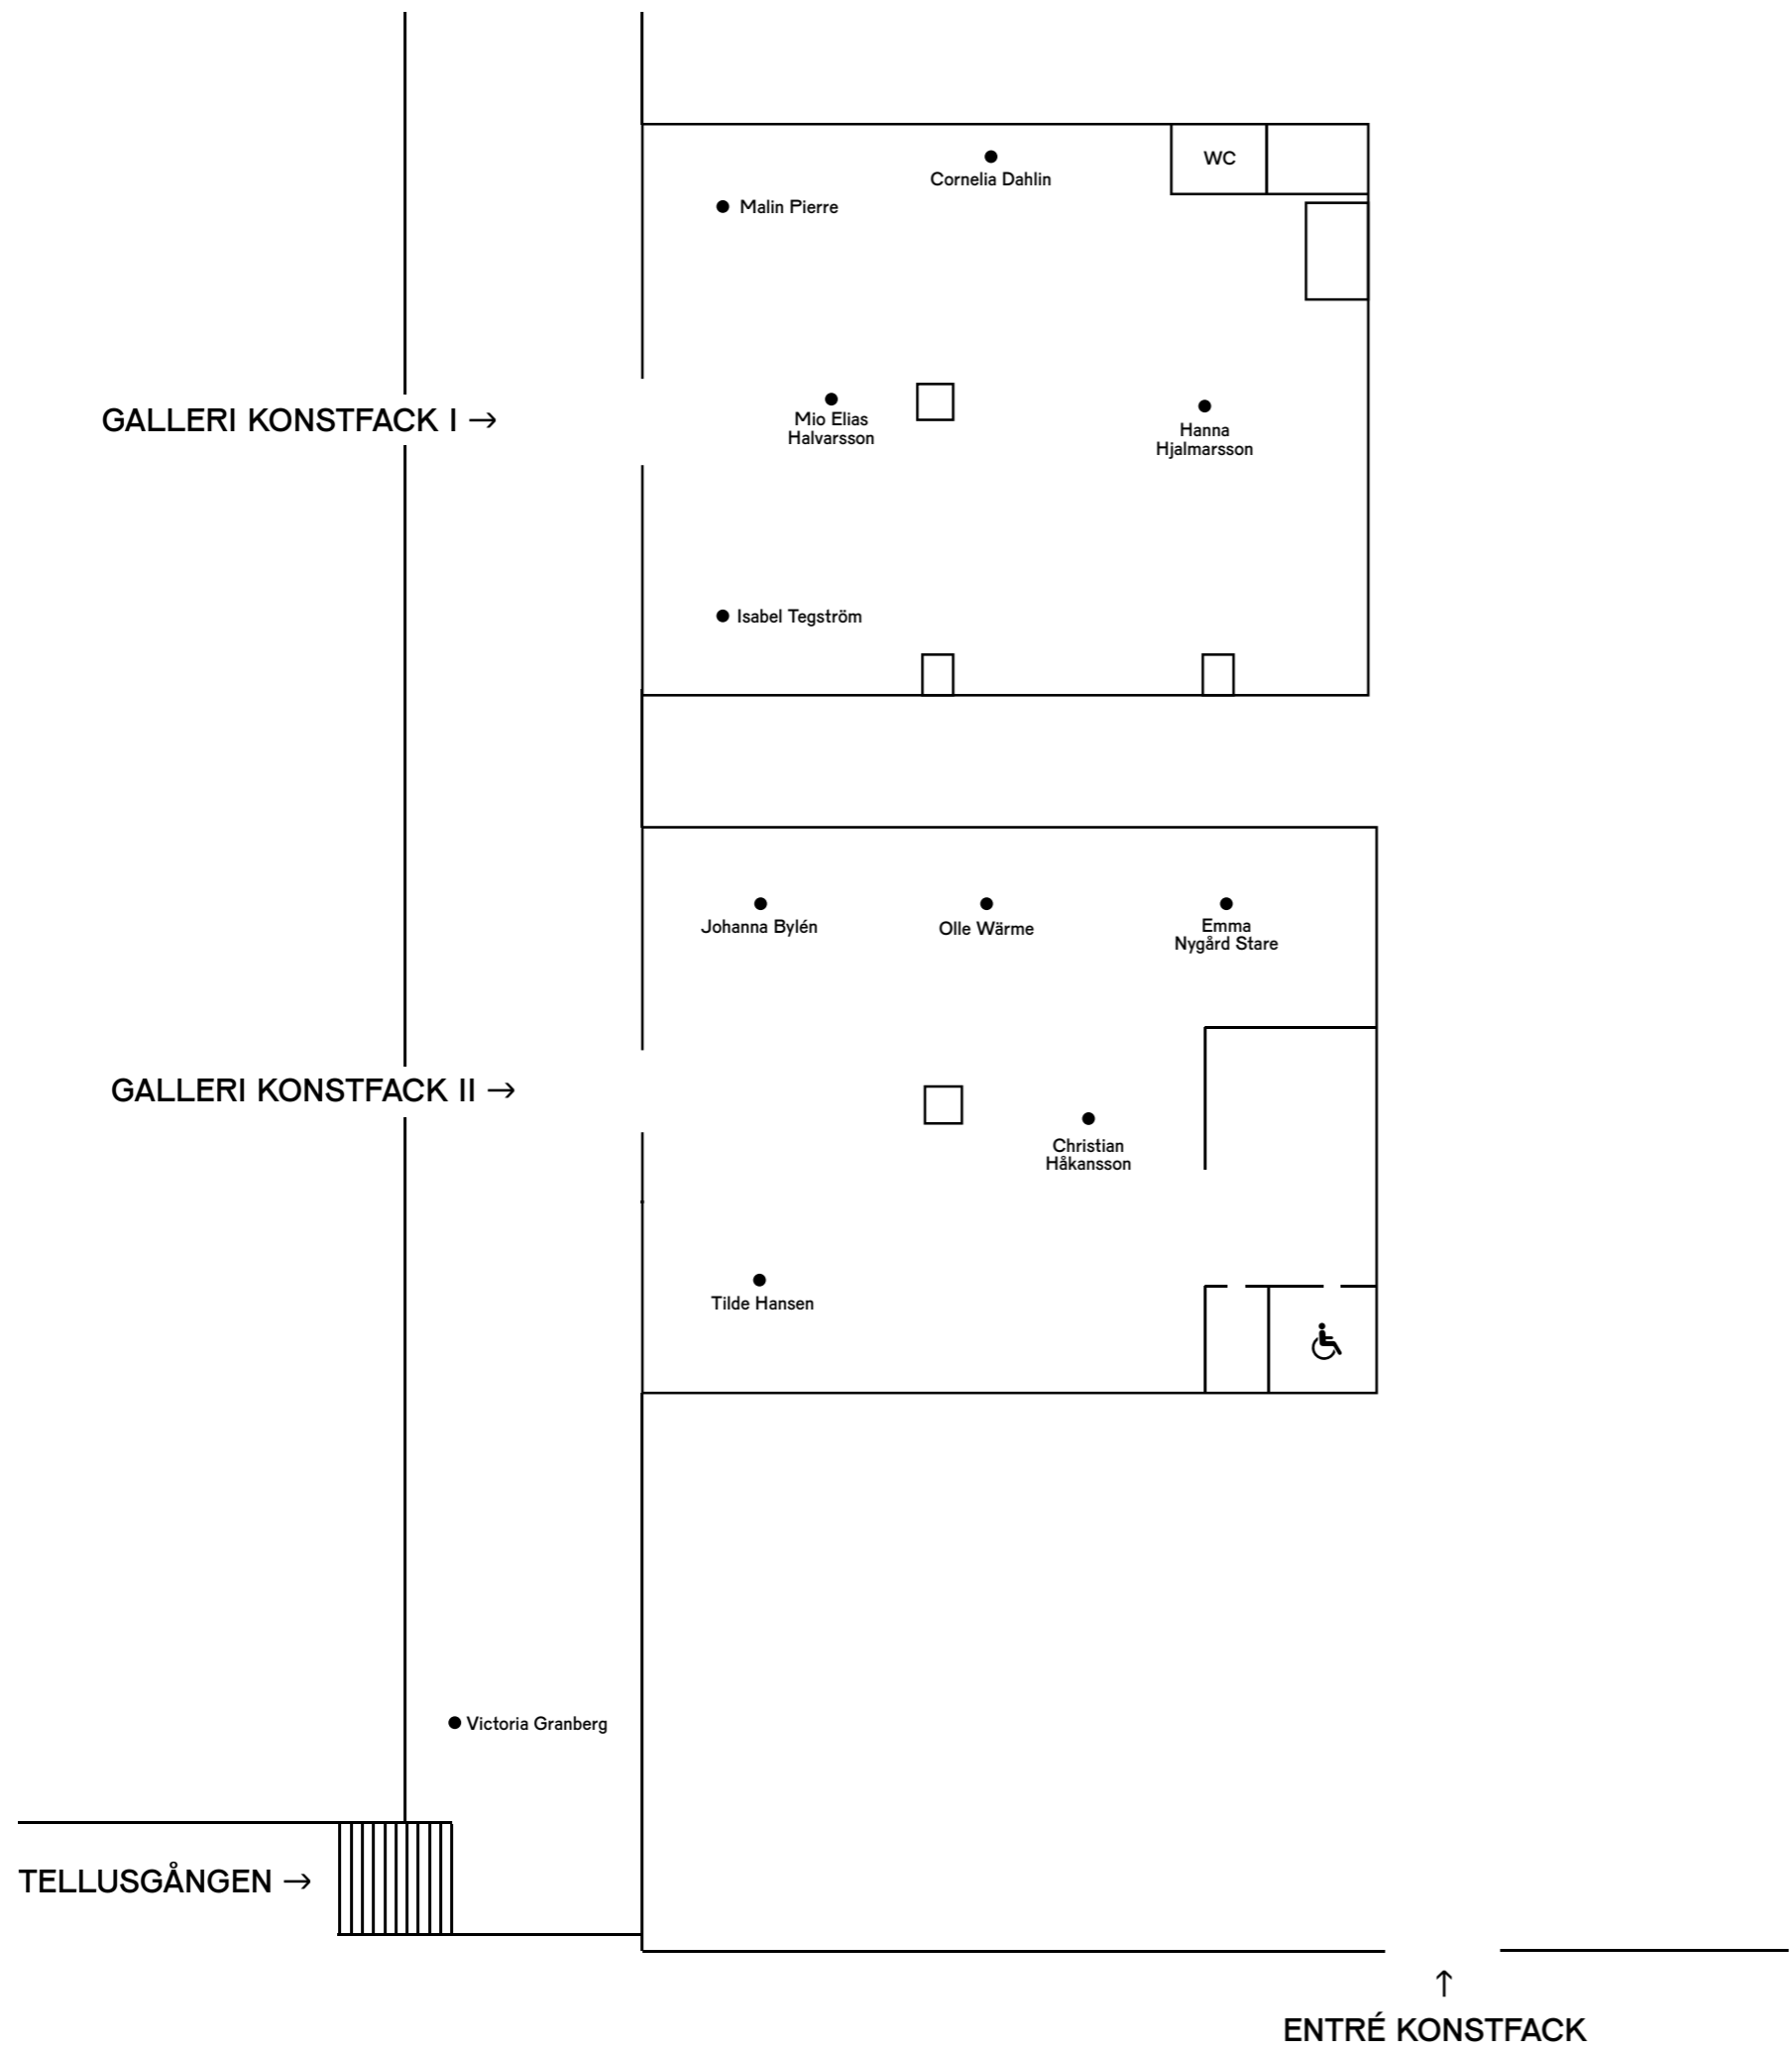 WC
Cornelia Dahlin
Malin Pierre
GALLERI KONSTFACK I →
Mio Elias
Halvarsson
Hanna
Hjalmarsson
Isabel Tegström
Johanna Bylén
Olle Wärme
Emma
Nygård Stare
GALLERI KONSTFACK II →
Christian
Håkansson
Tilde Hansen
Victoria Granberg
TELLUSGÅNGEN →
↑
ENTRÉ KONSTFACK